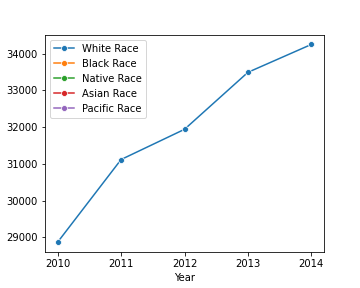 White Race
Black Race
Native Race
Asian Race
Pacific Race
34000
33000
32000
31000
30000
29000
2010 2011 2012 2013 2014
Year